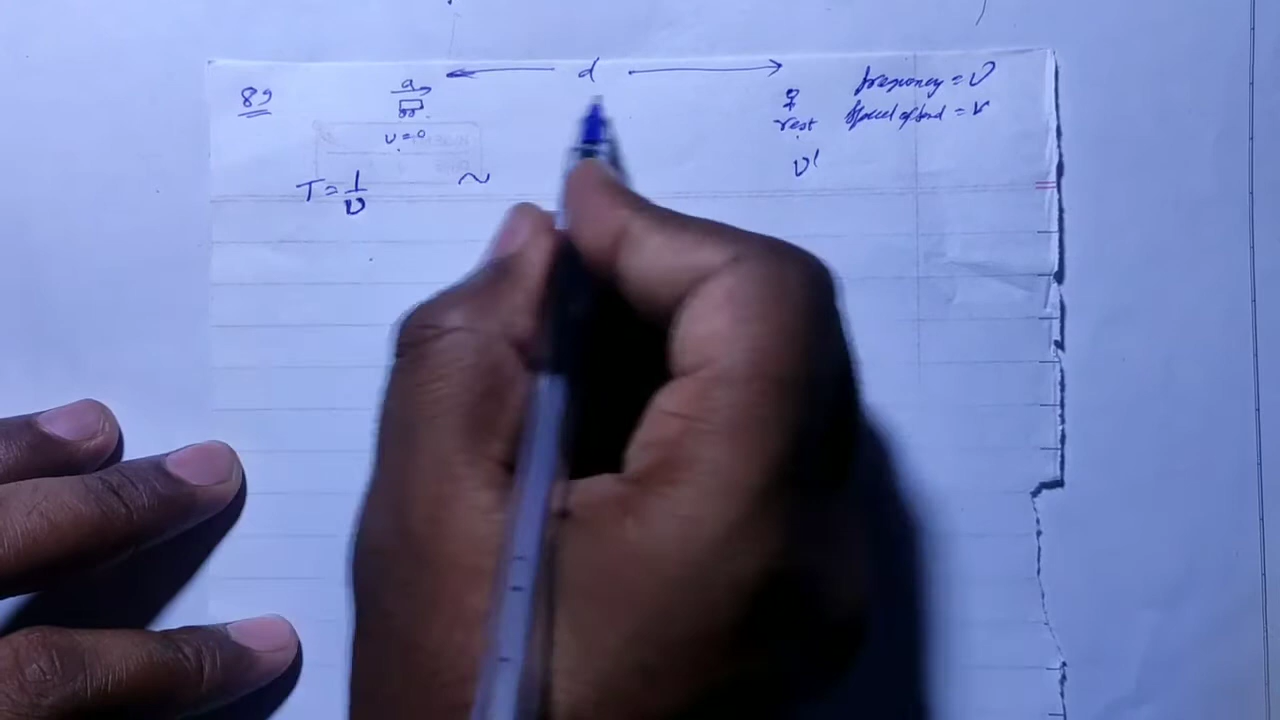 89
a
d
rest
frequency = ν
speed of sound = v
u = 0
ν'
T = 1/ν
~